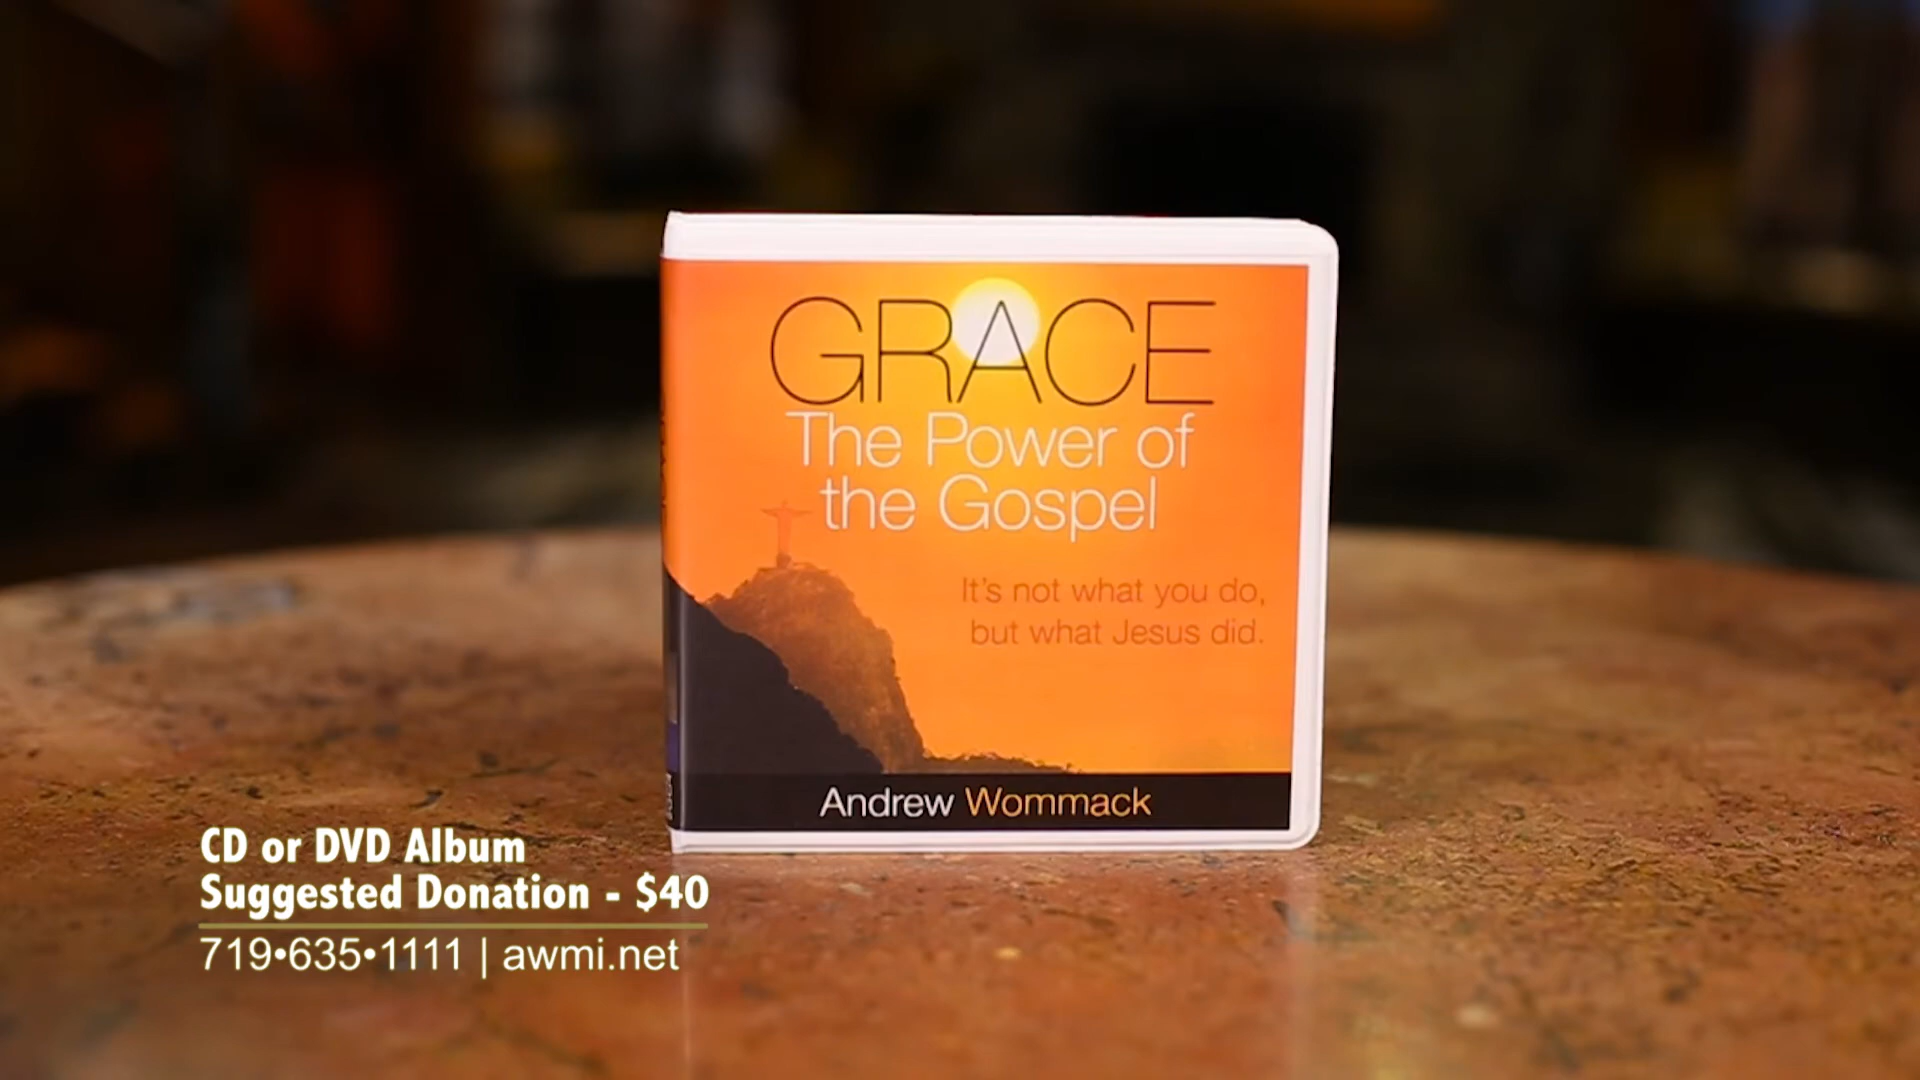 GRACE
The Power of
the Gospel
It's not what you do,
but what Jesus did.
Andrew Wommack
CD or DVD Album
Suggested Donation - $40
719•635•1111 | awmi.net